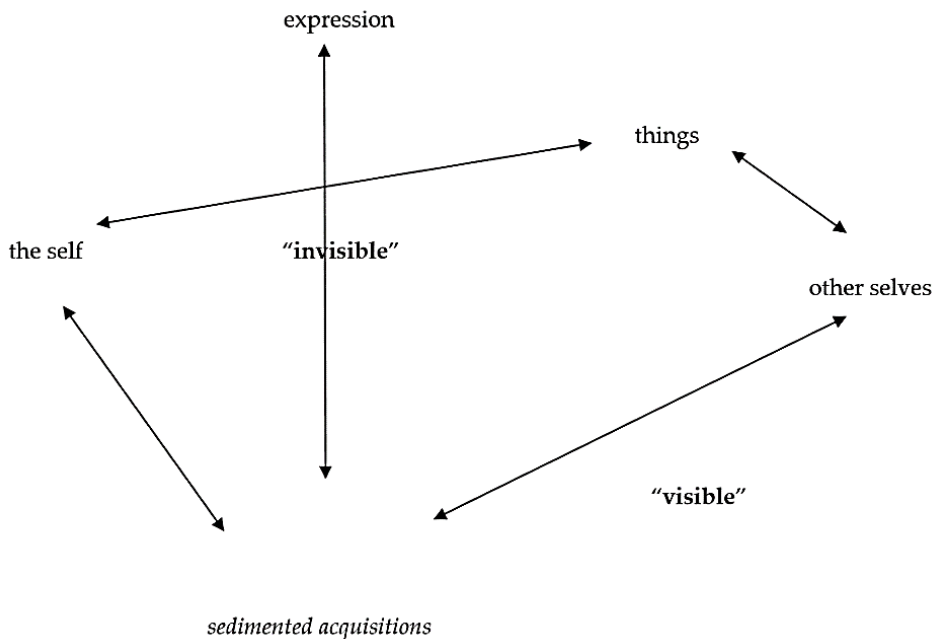 expression
things
the self
“invisible”
other selves
“visible”
sedimented acquisitions